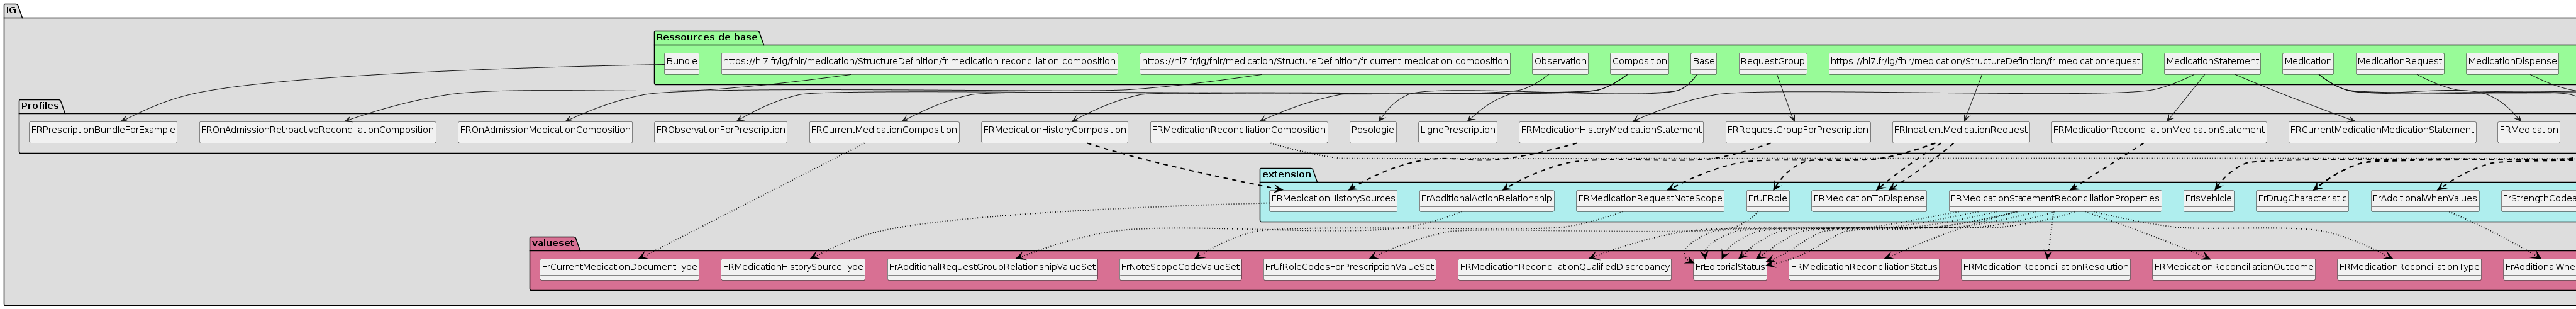 IG
Ressources de base
Bundle
https://hl7.fr/ig/fhir/medication/StructureDefinition/fr-medication-reconciliation-composition
https://hl7.fr/ig/fhir/medication/StructureDefinition/fr-current-medication-composition
Observation
Composition
Base
RequestGroup
https://hl7.fr/ig/fhir/medication/StructureDefinition/fr-medicationrequest
MedicationStatement
Medication
MedicationRequest
MedicationDispense
Profiles
FRPrescriptionBundleForExample
FROnAdmissionRetroactiveReconciliationComposition
FROnAdmissionMedicationComposition
FRObservationForPrescription
FRCurrentMedicationComposition
FRMedicationHistoryComposition
FRMedicationReconciliationComposition
Posologie
LignePrescription
FRMedicationHistoryMedicationStatement
FRRequestGroupForPrescription
FRInpatientMedicationRequest
FRMedicationReconciliationMedicationStatement
FRCurrentMedicationMedicationStatement
FRMedication
extension
FRMedicationHistorySources
FrAdditionalActionRelationship
FRMedicationRequestNoteScope
FrUFRole
FRMedicationToDispense
FRMedicationStatementReconciliationProperties
FrIsVehicle
FrDrugCharacteristic
FrAdditionalWhenValues
FrStrengthCodea
valueset
FrCurrentMedicationDocumentType
FRMedicationHistorySourceType
FrAdditionalRequestGroupRelationshipValueSet
FrNoteScopeCodeValueSet
FrUfRoleCodesForPrescriptionValueSet
FRMedicationReconciliationQualifiedDiscrepancy
FrEditorialStatus
FRMedicationReconciliationStatus
FRMedicationReconciliationResolution
FRMedicationReconciliationOutcome
FRMedicationReconciliationType
FrAdditionalWhe